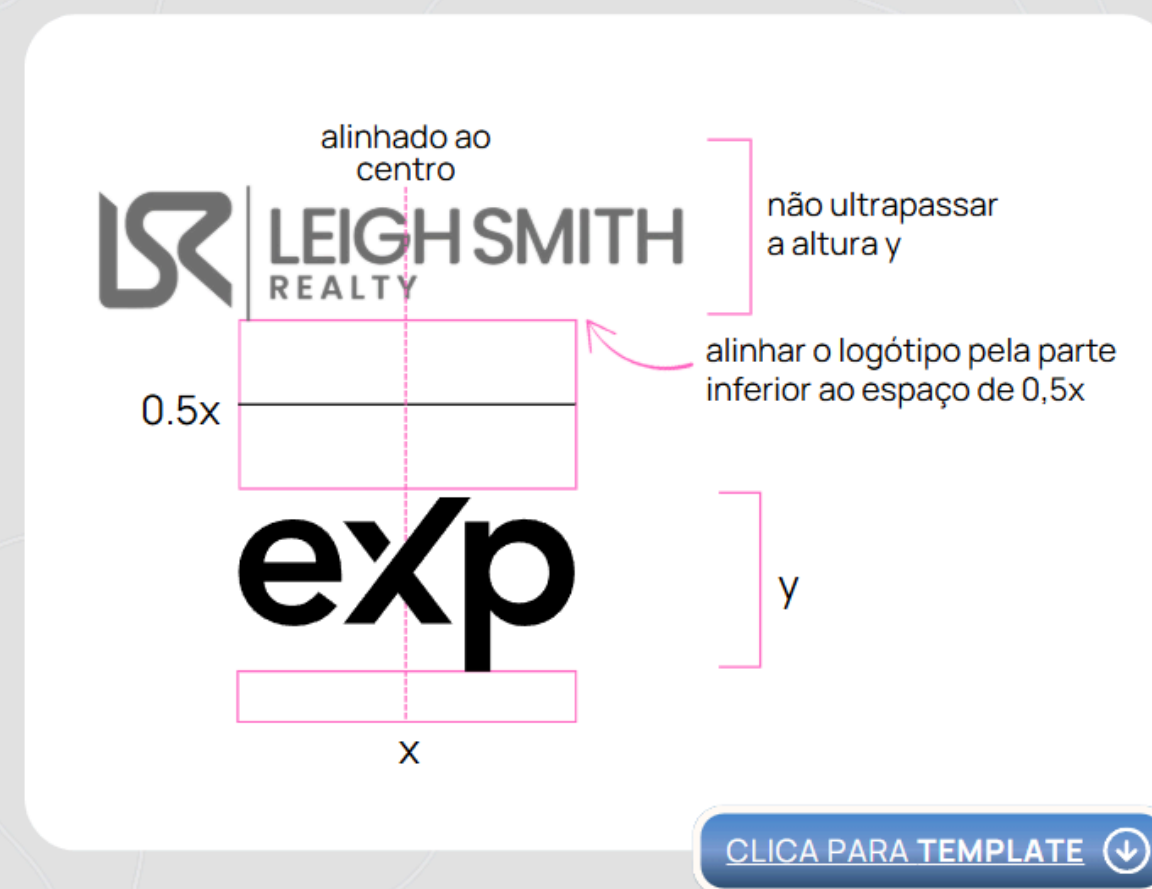 alinhado ao
centro
LEIGH SMITH
REALTY
não ultrapassar
a altura y
alinhar o logótipo pela parte
inferior ao espaço de 0,5x
0.5x
exp
y
x
CLICA PARA TEMPLATE